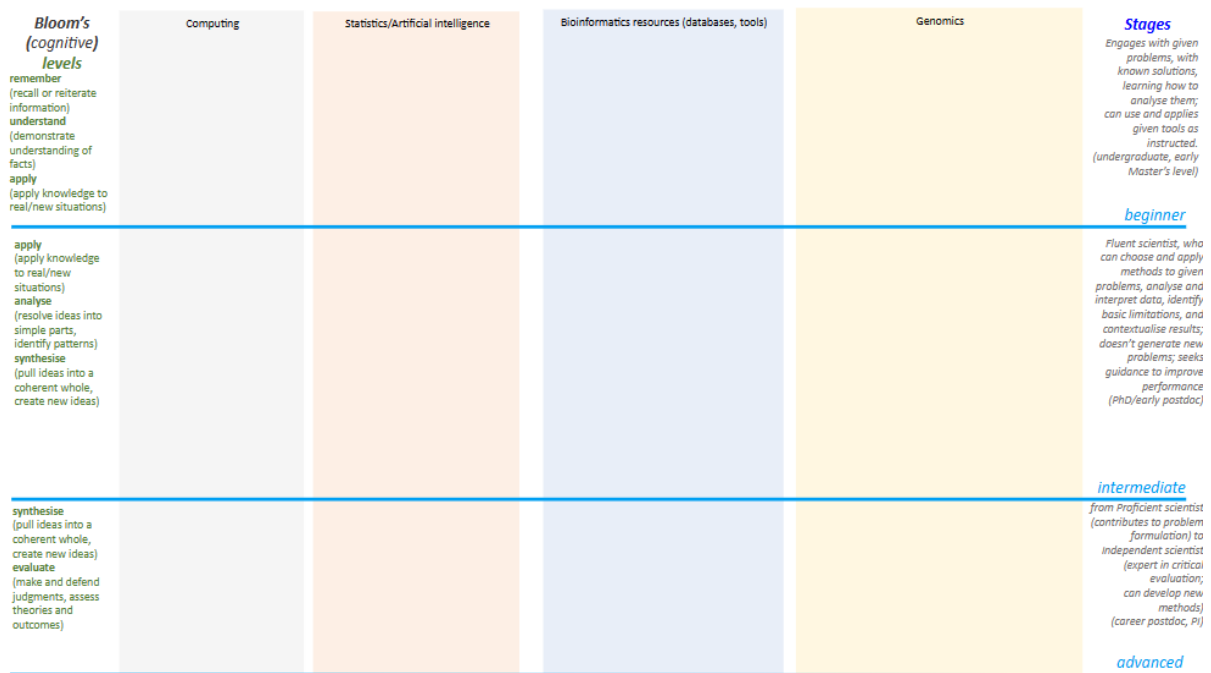 Bloom's
(cognitive)
levels
Computing
Statistics/Artificial intelligence
Bioinformatics resources (databases, tools)
Genomics
Stages
remember
(recall or reiterate
information)
understand
(demonstrate
understanding of
facts)
apply
(apply knowledge to
real/new situations)
Engages with given
problems, with
known solutions,
learning how to
analyse them;
can use and applies
given tools as
instructed.
(undergraduate, early
Master's level)
beginner
apply
(apply knowledge
to real/new
situations)
analyse
(resolve ideas into
simple parts,
identify patterns)
synthesise
(pull ideas into a
coherent whole,
create new ideas)
Fluent scientist, who
can choose and apply
methods to given
problems, analyse and
interpret data, identify
basic limitations, and
contextualise results;
doesn't generate new
problems; seeks
guidance to improve
performance
(PhD/early postdoc)
intermediate
synthesise
(pull ideas into a
coherent whole,
create new ideas)
evaluate
(make and defend
judgments, assess
theories and
outcomes)
from Proficient scientist
(contributes to problem
formulation) to
Independent scientist
(expert in critical
evaluation;
can develop new
methods)
(career postdoc, PI)
advanced